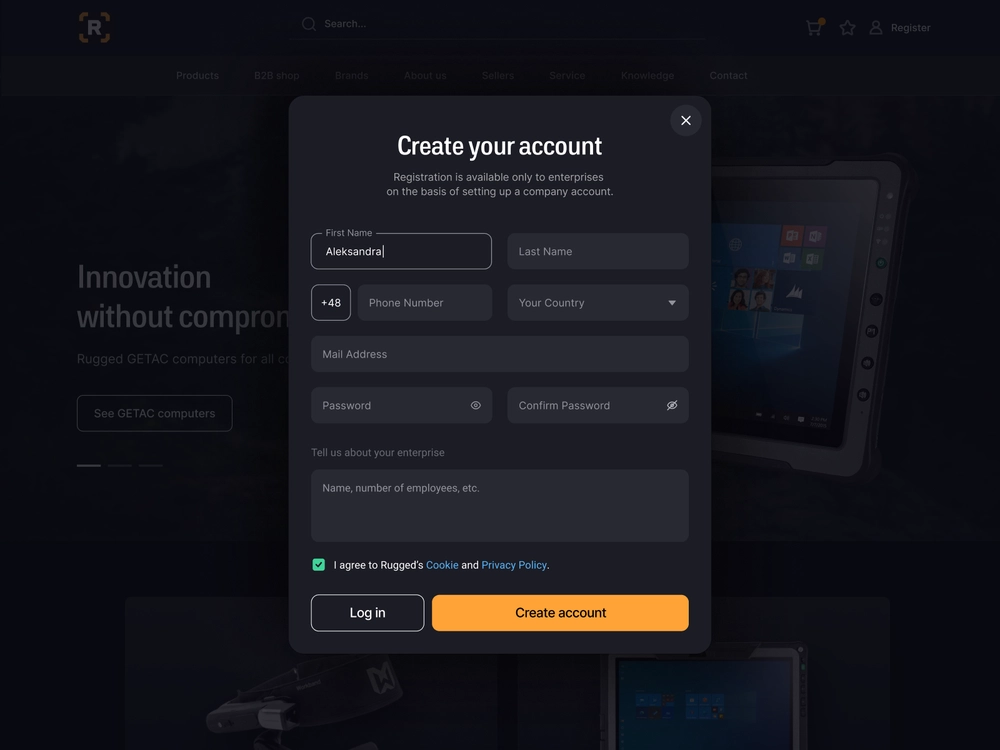 R
Search...
Register
Products
B2B shop
Brands
About us
Sellers
Service
Knowledge
Contact
Innovation
without compron
Rugged GETAC computers for all co
See GETAC computers
Create your account
Registration is available only to enterprises
on the basis of setting up a company account.
First Name
Aleksandra
Last Name
+48
Phone Number
Your Country
Mail Address
Password
Confirm Password
Tell us about your enterprise
Name, number of employees, etc.
I agree to Rugged's Cookie and Privacy Policy.
Log in
Create account